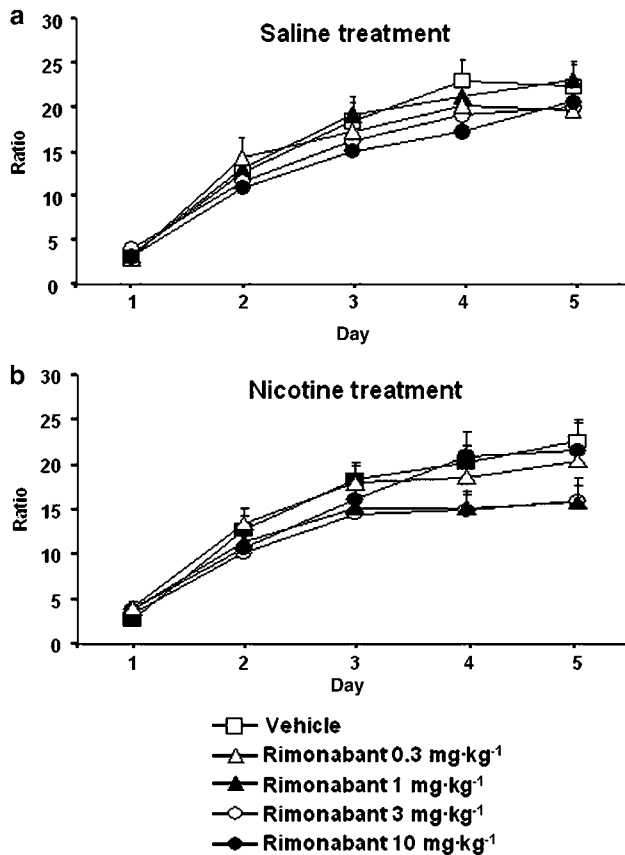 a
Saline treatment
30
25
20
15
10
5
0
Ratio
1 2 3 4 5
Day
b
Nicotine treatment
30
25
20
15
10
5
0
Ratio
1 2 3 4 5
Day
Vehicle
Rimonabant 0.3 mg·kg⁻¹
Rimonabant 1 mg·kg⁻¹
Rimonabant 3 mg·kg⁻¹
Rimonabant 10 mg·kg⁻¹